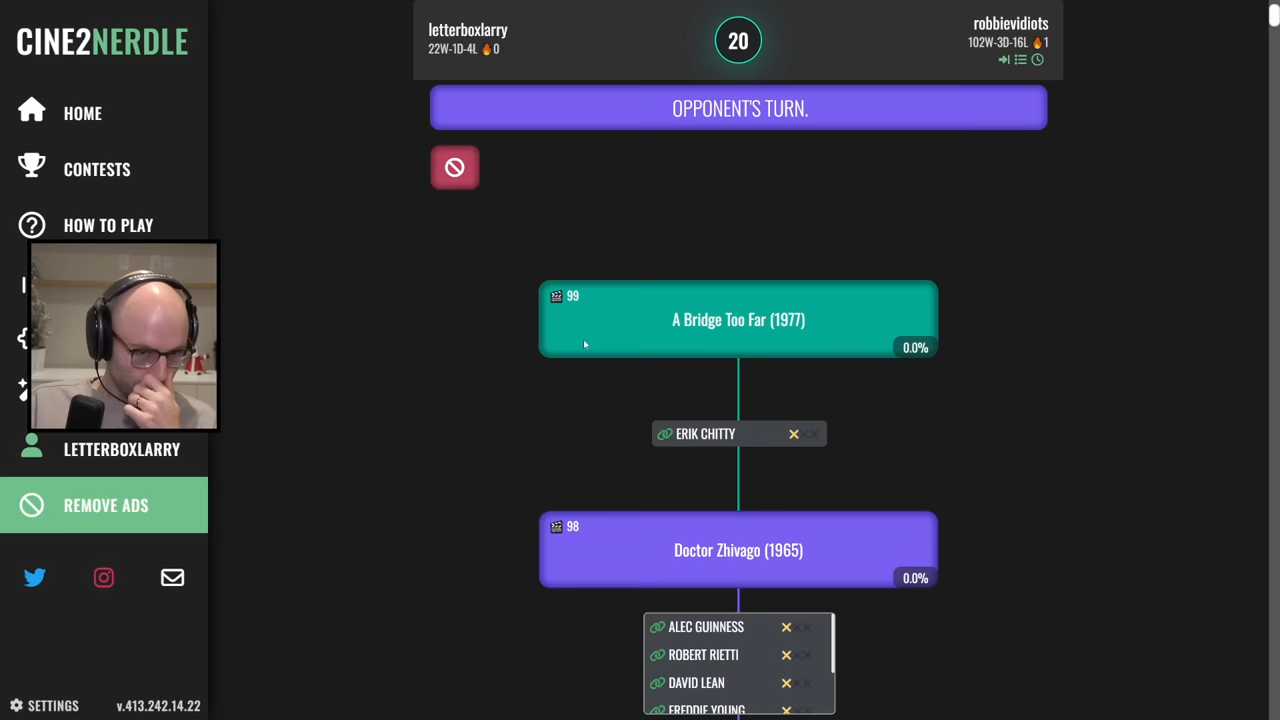 CINE2NERDLE
HOME
CONTESTS
HOW TO PLAY
LETTERBOXLARRY
REMOVE ADS
SETTINGS
v.413.242.14.22
letterboxlarry
22W-1D-4L 🔥0
20
robbievidiots
102W-3D-16L 🔥1
OPPONENT'S TURN.
99
A Bridge Too Far (1977)
0.0%
ERIK CHITTY
98
Doctor Zhivago (1965)
0.0%
ALEC GUINNESS
ROBERT RIETTI
DAVID LEAN
FREDDIE YOUNG